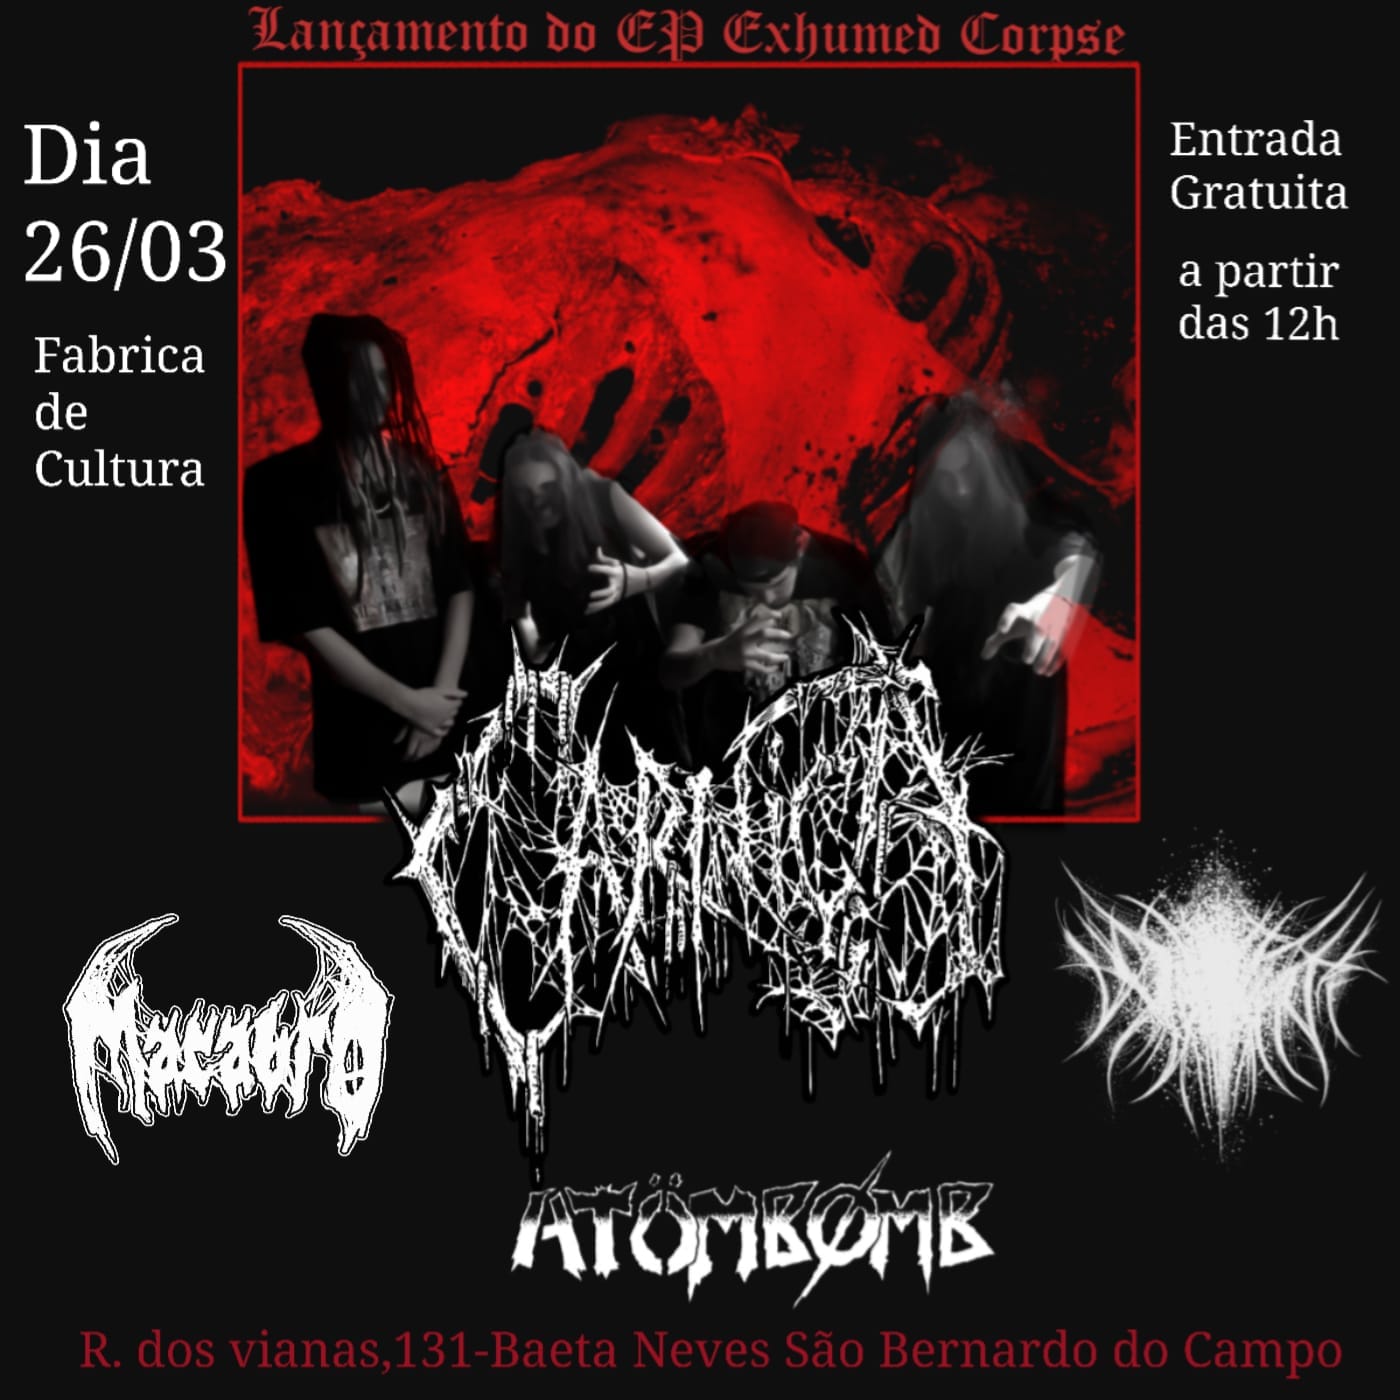 Lançamento do EP Exhumed Corpse
Dia
26/03
Fabrica
de
Cultura
Entrada
Gratuita
a partir
das 12h
Macabro
ATÖMBØMB
R. dos vianas,131-Baeta Neves São Bernardo do Campo